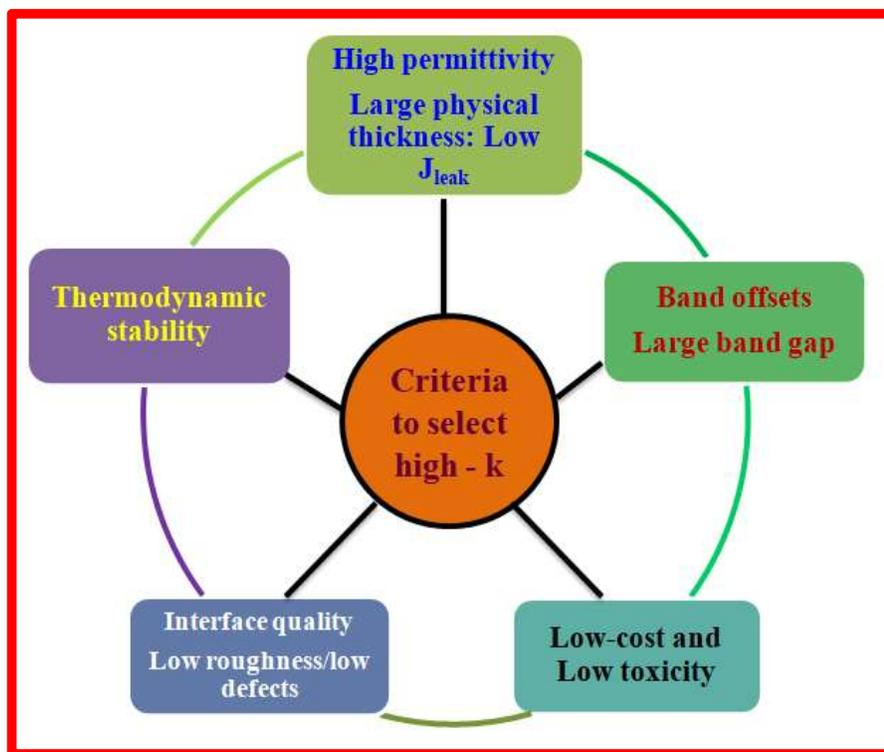 High permittivity
Large physical
thickness: Low
J_leak
Thermodynamic
stability
Band offsets
Large band gap
Criteria
to select
high - k
Interface quality
Low roughness/low
defects
Low-cost and
Low toxicity